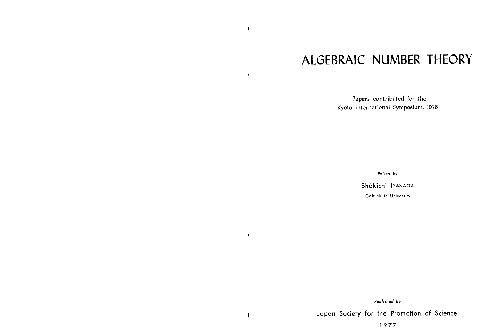 ALGEBRAIC NUMBER THEORY
Papers contributed for the
Kyoto International Symposium, 1976
Edited by
Shōkichi IYANAGA
Gakushuin University
Published by
Japan Society for the Promotion of Science
1977